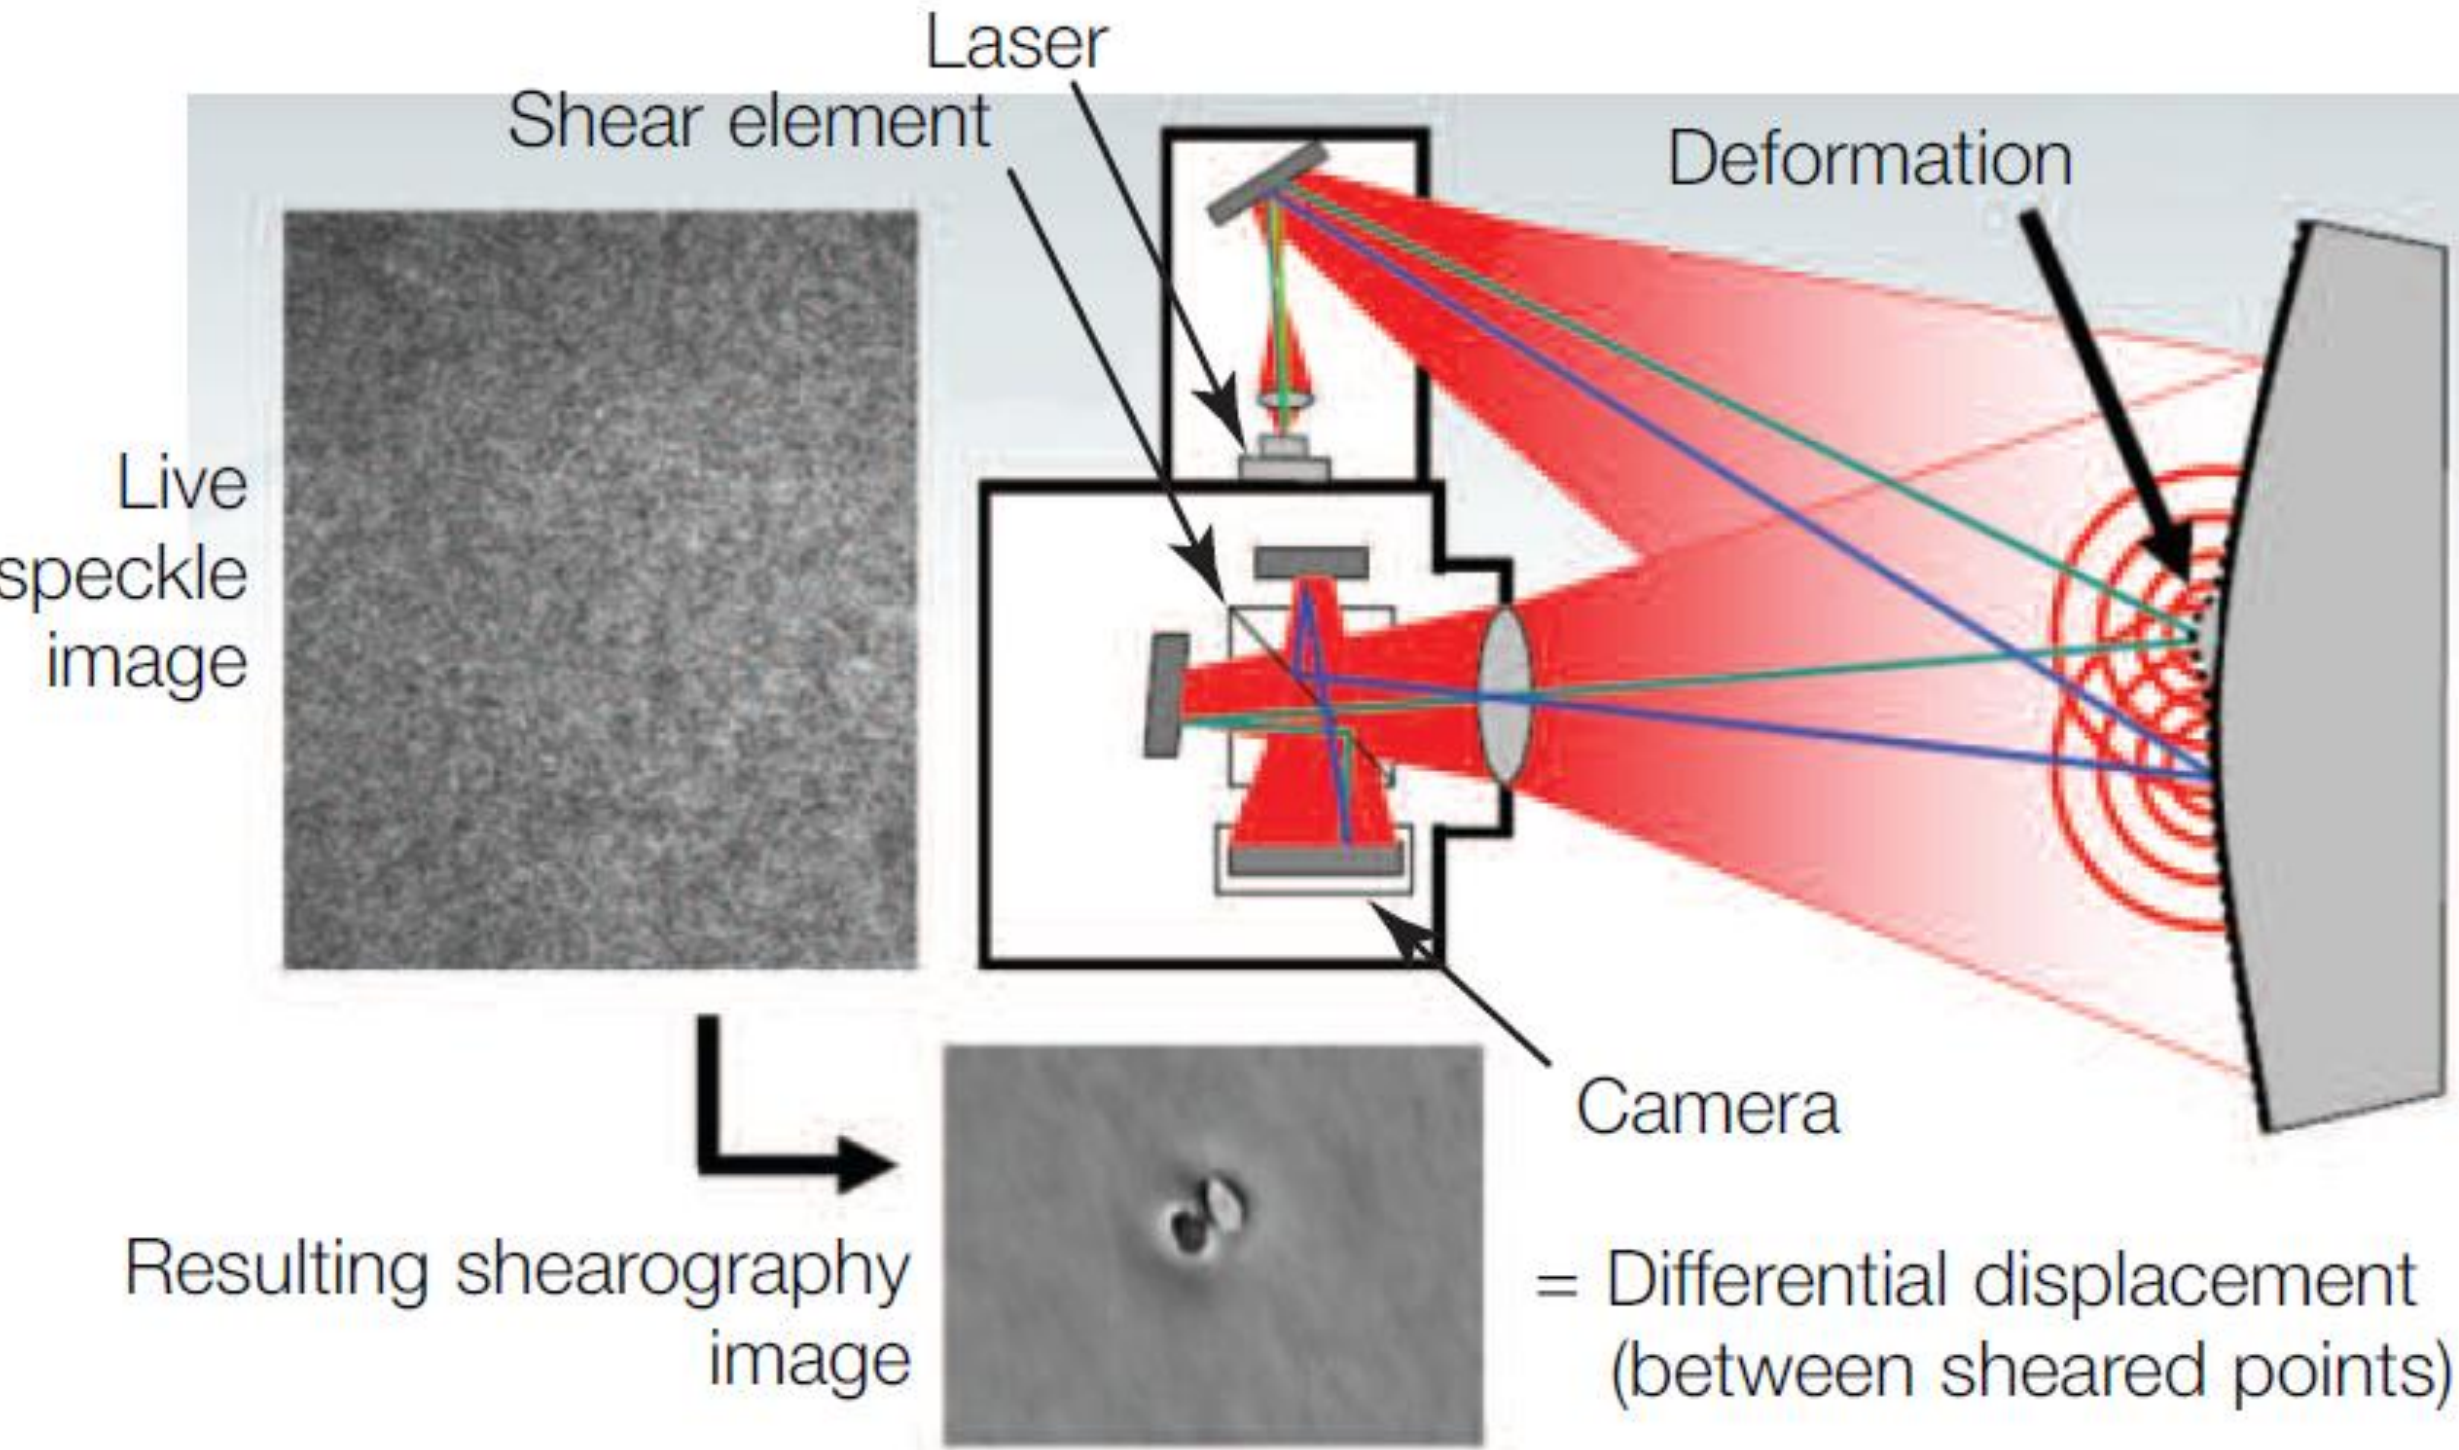 Laser
Shear element
Deformation
Live
speckle
image
Camera
Resulting shearography
image
= Differential displacement
(between sheared points)